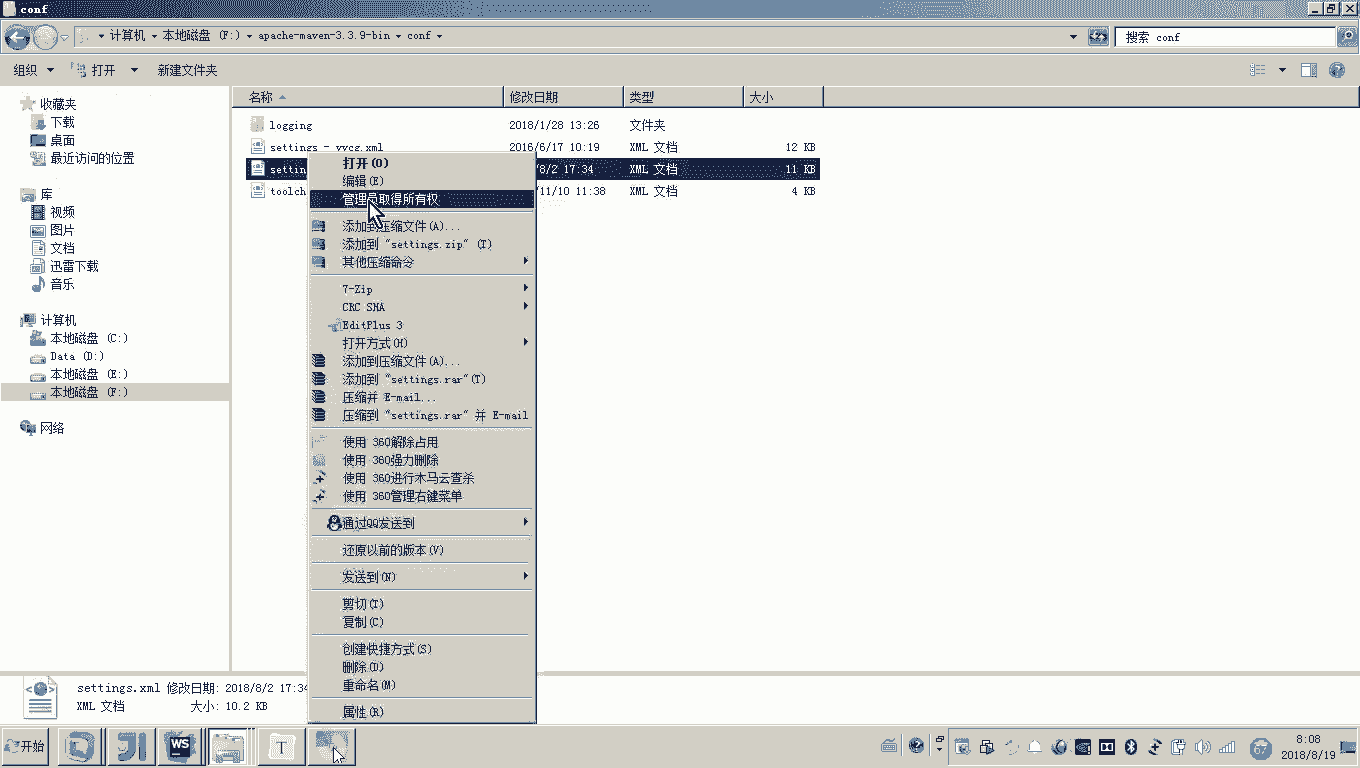 conf
计算机 本地磁盘 (F:) apache-maven-3.3.9-bin conf
搜索 conf
组织 打开 新建文件夹
名称 修改日期 类型 大小
收藏夹
下载
桌面
最近访问的位置
库
视频
图片
文档
迅雷下载
音乐
计算机
本地磁盘 (C:)
Data (D:)
本地磁盘 (E:)
本地磁盘 (F:)
网络
logging 2018/1/28 13:26 文件夹
settings - yycg.xml 2016/6/17 10:19 XML 文档 12 KB
settin /8/2 17:34 XML 文档 11 KB
toolch /11/10 11:38 XML 文档 4 KB
打开(O)
编辑(E)
管理员取得所有权
添加到压缩文件(A)...
添加到 "settings.zip" (T)
其他压缩命令
7-Zip
CRC SHA
EditPlus 3
打开方式(H)
添加到压缩文件(A)...
添加到 "settings.rar"(T)
压缩并 E-mail...
压缩到 "settings.rar" 并 E-mail
使用 360解除占用
使用 360强力删除
使用 360进行木马云查杀
使用 360管理右键菜单
通过QQ发送到
还原以前的版本(V)
发送到(N)
剪切(T)
复制(C)
创建快捷方式(S)
删除(D)
重命名(M)
属性(R)
settings.xml 修改日期: 2018/8/2 17:34
XML 文档 大小: 10.2 KB
开始
WS
T
67
8:08
2018/8/19